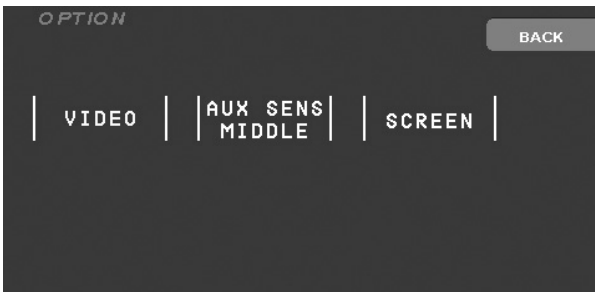 OPTION
BACK
VIDEO
AUX SENS
MIDDLE
SCREEN